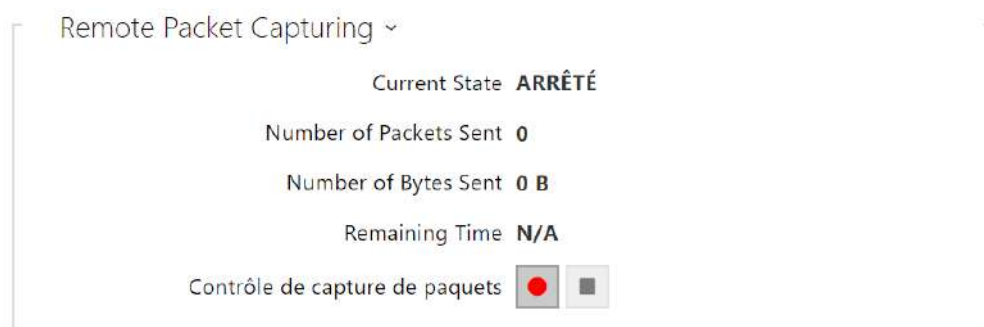 Remote Packet Capturing
Current State ARRÊTÉ
Number of Packets Sent 0
Number of Bytes Sent 0 B
Remaining Time N/A
Contrôle de capture de paquets